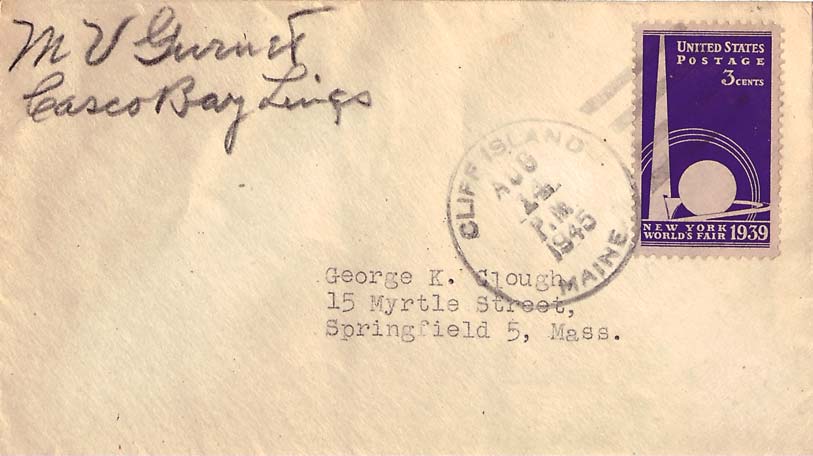 M V Gurnet
Casco Bay Lines
UNITED STATES
POSTAGE
3 CENTS
NEW YORK
WORLD'S FAIR 1939
CLIFF ISLAND
AUG
P.M.
1945
MAINE
George K. Clough,
15 Myrtle Street,
Springfield 5, Mass.